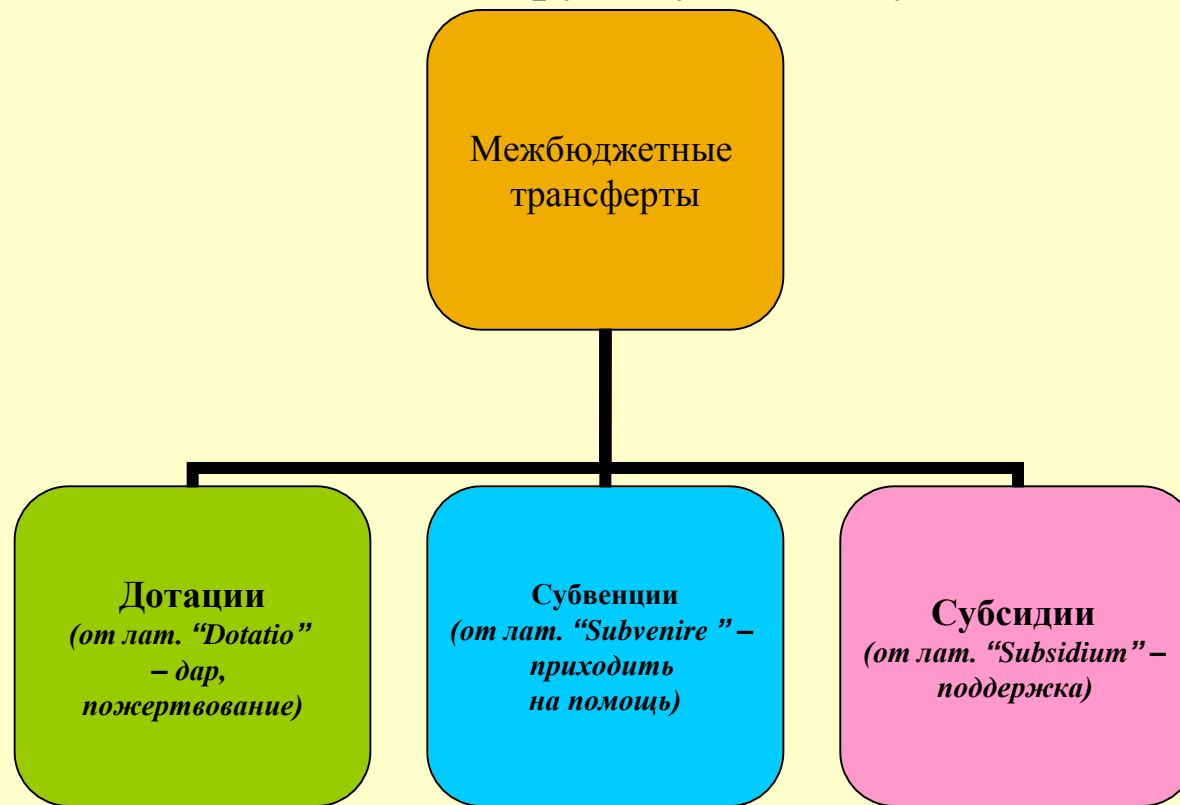 Межбюджетные
трансферты
Дотации
(от лат. “Dotatio”
– дар,
пожертвование)
Субвенции
(от лат. “Subvenire ” –
приходить
на помощь)
Субсидии
(от лат. “Subsidium” –
поддержка)